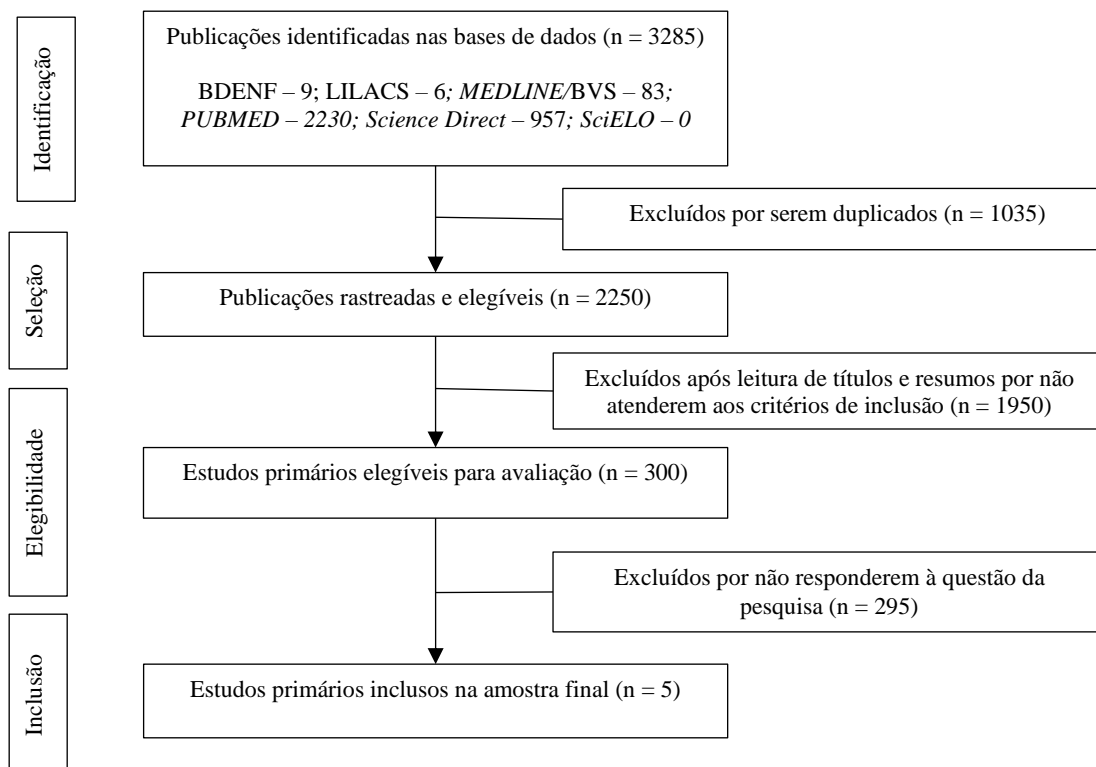 Identificação
Publicações identificadas nas bases de dados (n = 3285)
BDENF – 9; LILACS – 6; MEDLINE/BVS – 83;
PUBMED – 2230; Science Direct – 957; SciELO – 0
Excluídos por serem duplicados (n = 1035)
Seleção
Publicações rastreadas e elegíveis (n = 2250)
Excluídos após leitura de títulos e resumos por não
atenderem aos critérios de inclusão (n = 1950)
Elegibilidade
Estudos primários elegíveis para avaliação (n = 300)
Excluídos por não responderem à questão da
pesquisa (n = 295)
Inclusão
Estudos primários inclusos na amostra final (n = 5)